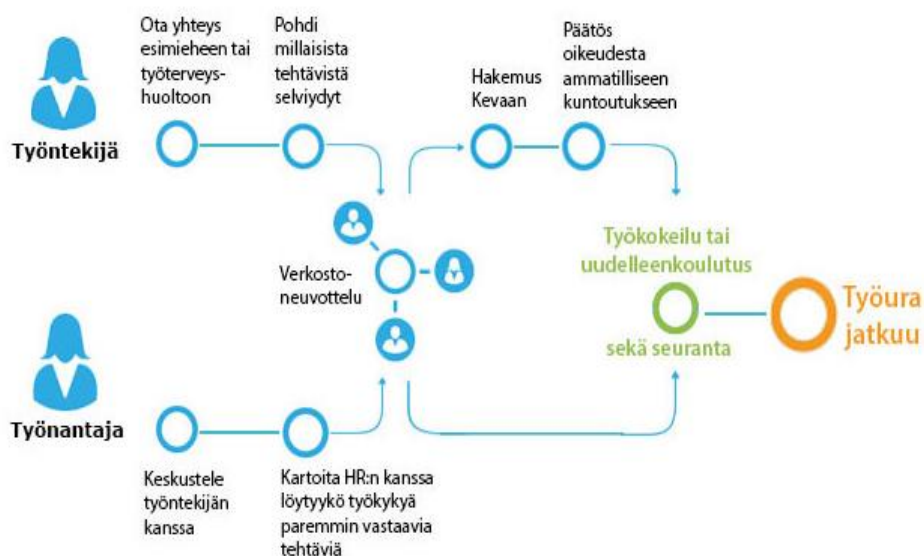 Ota yhteys
esimieheen tai
työterveys-
huoltoon
Pohdi
millaisista
tehtävistä
selviydyt
Hakemus
Kevaan
Päätös
oikeudesta
ammatilliseen
kuntoutukseen
Työntekijä
Verkosto-
neuvottelu
Työkokeilu tai
uudelleenkoulutus
sekä seuranta
Työura
jatkuu
Työnantaja
Keskustele
työntekijän
kanssa
Kartoita HR:n kanssa
löytyykö työkykyä
paremmin vastaavia
tehtäviä